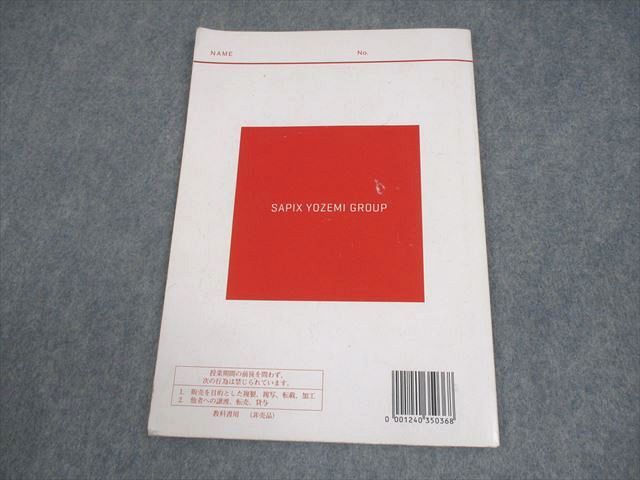 NAME No.
SAPIX YOZEMI GROUP
授業期間の前後を問わず、
次の行為は禁じられています。
1. 販売を目的とした複製、複写、転載、加工
2. 他者への譲渡、転売、貸与
教科書用 （非売品）
0 001240 350368